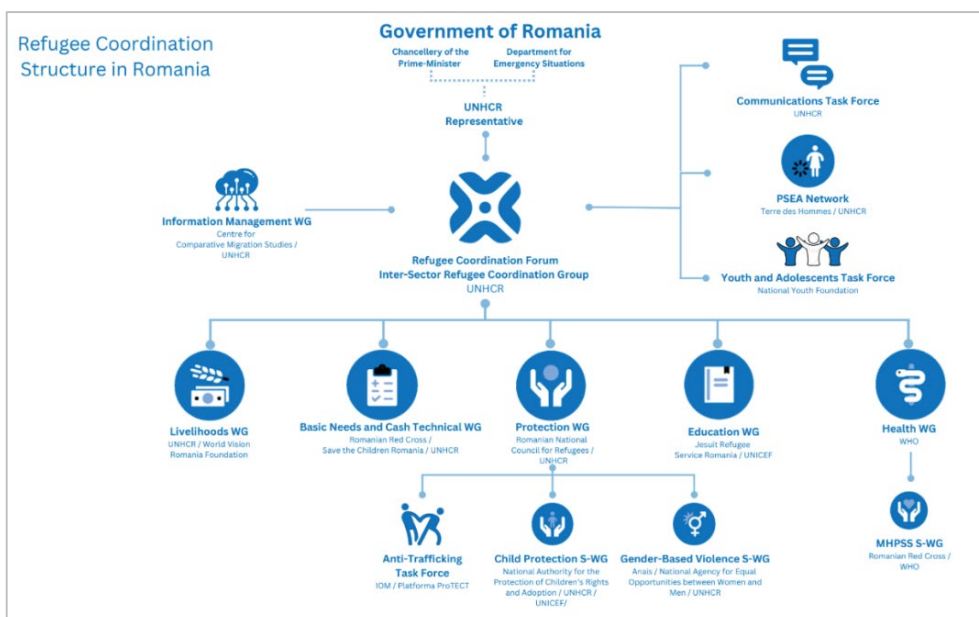 Refugee Coordination
Structure in Romania
Government of Romania
Chancellery of the
Prime-Minister
Department for
Emergency Situations
UNHCR
Representative
Communications Task Force
UNHCR
PSEA Network
Terre des Hommes / UNHCR
Youth and Adolescents Task Force
National Youth Foundation
Information Management WG
Centre for
Comparative Migration Studies /
UNHCR
Refugee Coordination Forum
Inter-Sector Refugee Coordination Group
UNHCR
Livelihoods WG
UNHCR / World Vision
Romania Foundation
Basic Needs and Cash Technical WG
Romanian Red Cross /
Save the Children Romania / UNHCR
Protection WG
Romanian National
Council for Refugees /
UNHCR
Education WG
Jesuit Refugee
Service Romania / UNICEF
Health WG
WHO
Anti-Trafficking
Task Force
IOM / Platforma ProTECT
Child Protection S-WG
National Authority for the
Protection of Children's Rights
and Adoption / UNHCR /
UNICEF/
Gender-Based Violence S-WG
Anais / National Agency for Equal
Opportunities between Women and
Men / UNHCR
MHPSS S-WG
Romanian Red Cross /
WHO